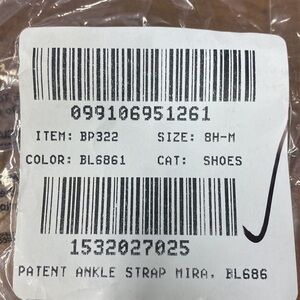 099106951261
ITEM: BP322 SIZE: 8H-M
COLOR: BL6861 CAT: SHOES
1532027025
PATENT ANKLE STRAP MIRA, BL686